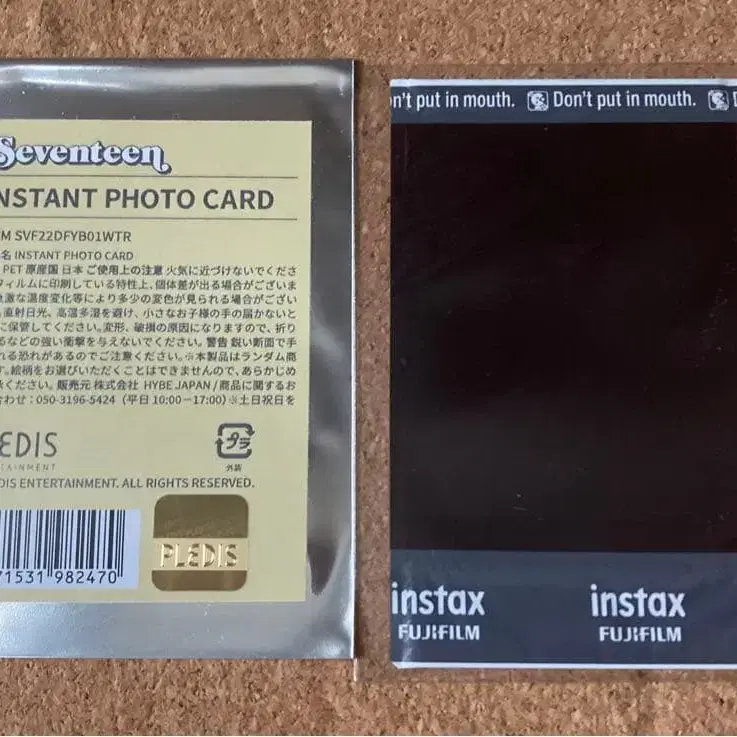 Seventeen
NSTANT PHOTO CARD
M SVF22DFYB01WTR
名 INSTANT PHOTO CARD
PET 原産国 日本 ご使用上の注意 火気に近づけないでくださ
フィルムに印刷している特性上、個体差が出る場合がございま
急激な温度変化等により多少の変色が見られる場合がござい
直射日光、高温多湿を避け、小さなお子様の手の届かないと
に保管してください。変形、破損の原因になりますので、折り
るなどの強い衝撃を与えないでください。警告 鋭い断面で手
れる恐れがあるのでご注意ください。※本製品はランダム商
す。絵柄をお選びいただくことはできませんので、あらかじめ
承ください。販売元 株式会社 HYBE JAPAN / 商品に関するお
合わせ : 050-3196-5424（平日 10:00－17:00）※土日祝日を
EDIS
TAINMENT
プラ
外装
DIS ENTERTAINMENT. ALL RIGHTS RESERVED.
71531 982470
PLEDIS
n't put in mouth. Don't put in mouth. D
instax instax
FUJIFILM FUJIFILM